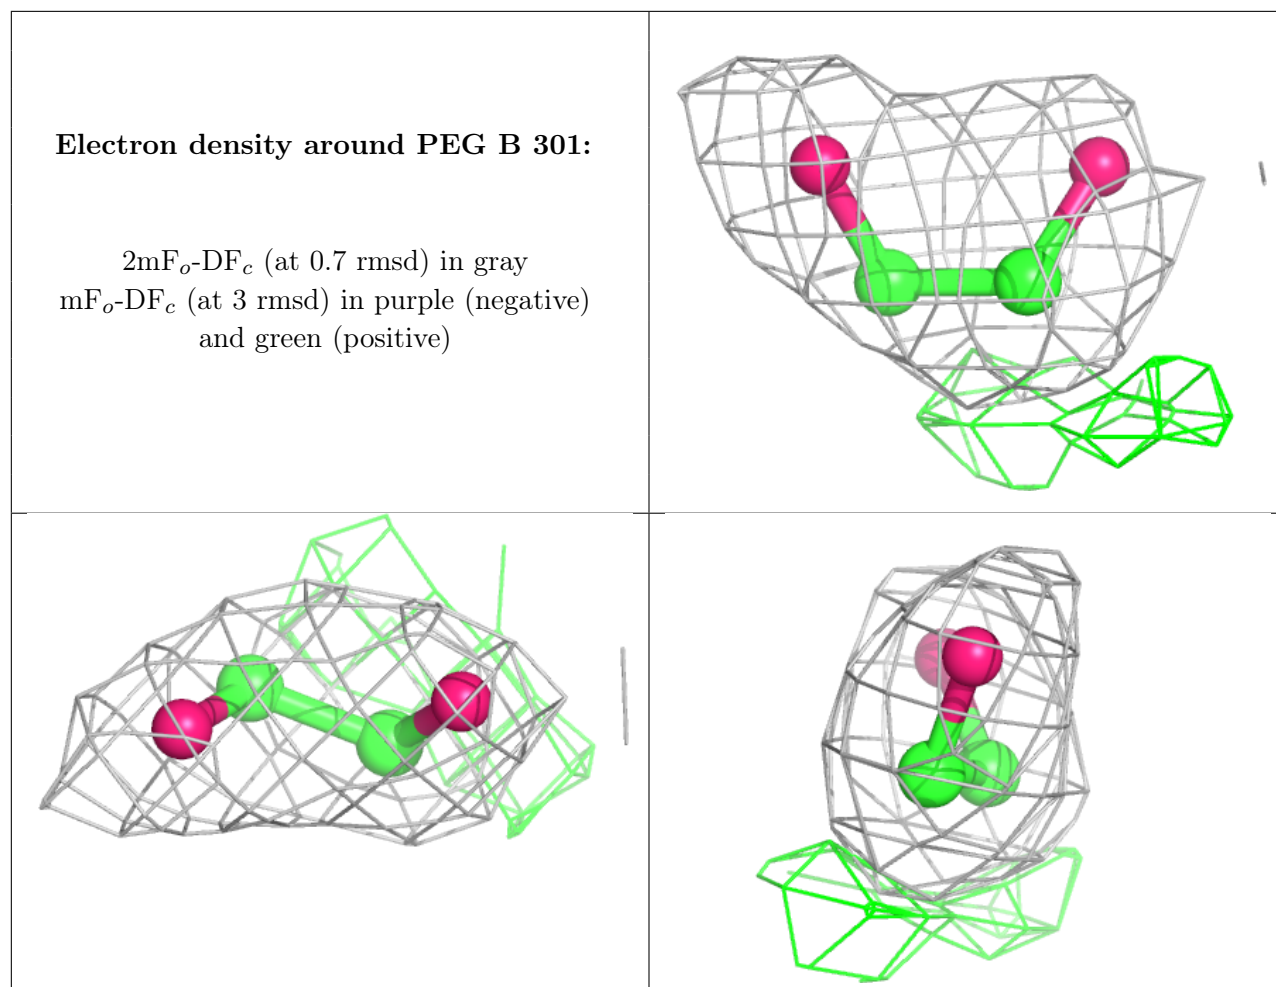 Electron density around PEG B 301:
2mFₒ-DF𝒸 (at 0.7 rmsd) in gray
mFₒ-DF𝒸 (at 3 rmsd) in purple (negative)
and green (positive)